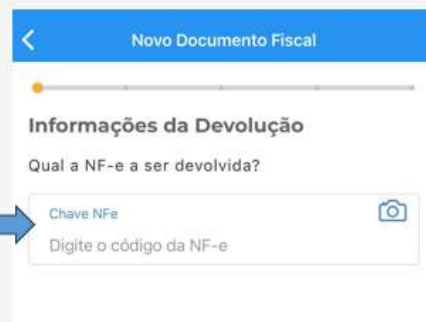 Novo Documento Fiscal
Informações da Devolução
Qual a NF-e a ser devolvida?
Chave NFe
Digite o código da NF-e